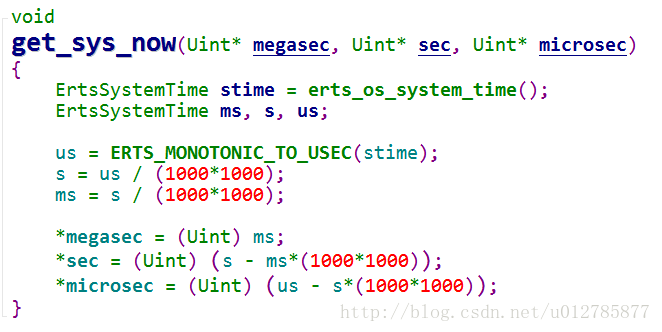 void
get_sys_now(Uint* megasec, Uint* sec, Uint* microsec)
{
    ErtsSystemTime stime = erts_os_system_time();
    ErtsSystemTime ms, s, us;

    us = ERTS_MONOTONIC_TO_USEC(stime);
    s = us / (1000*1000);
    ms = s / (1000*1000);

    *megasec = (Uint) ms;
    *sec = (Uint) (s - ms*(1000*1000));
    *microsec = (Uint) (us - s*(1000*1000));
}
http://blog.csdn.net/u012785877